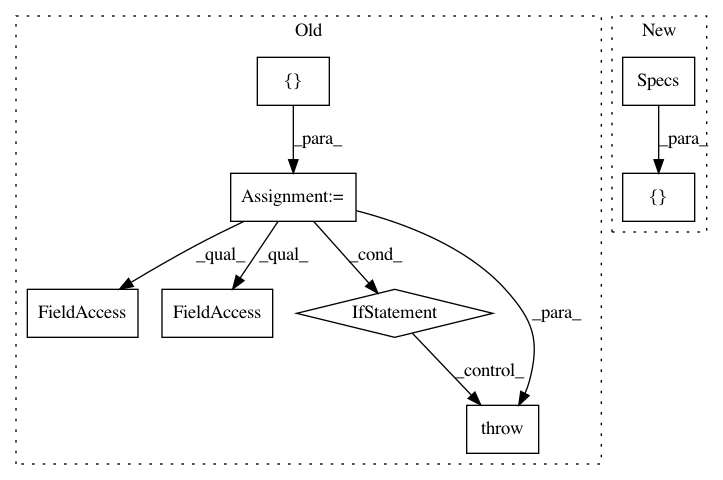 Old
New
{}
Specs
_para_
_para_
Assignment:=
{}
_qual_
_qual_
_cond_
FieldAccess
FieldAccess
IfStatement
_para_
_control_
throw